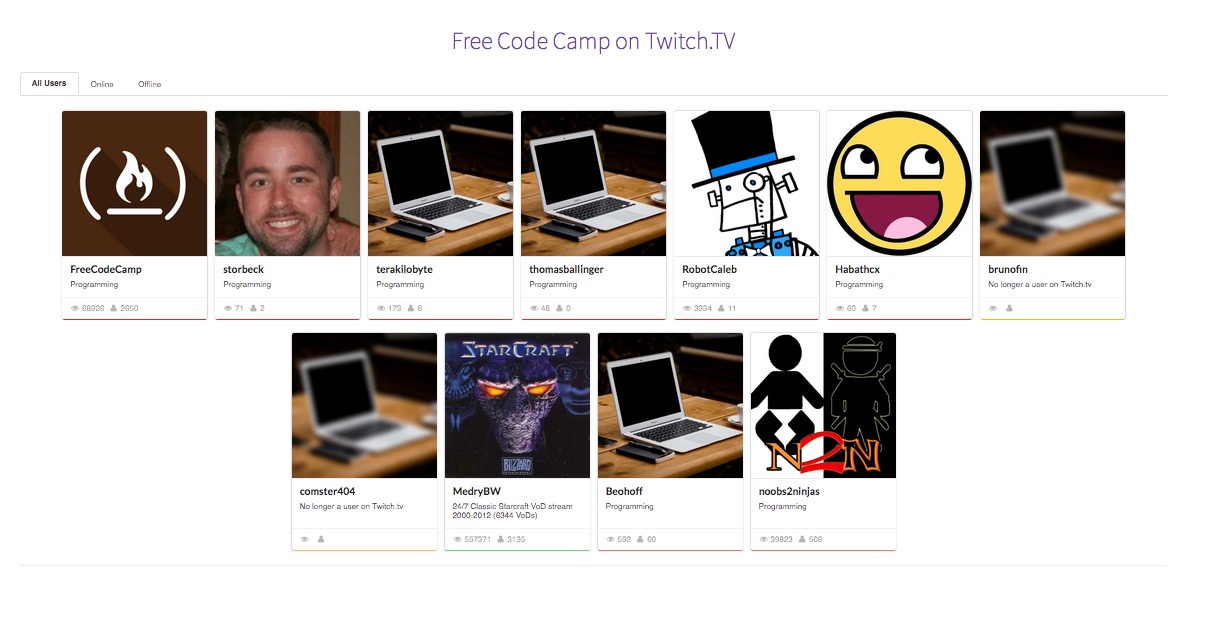 Free Code Camp on Twitch.TV
All Users Online Offline
FreeCodeCamp
Programming
68926 2650
storbeck
Programming
71 2
terakilobyte
Programming
173 6
thomasballinger
Programming
48 0
RobotCaleb
Programming
3934 11
Habathcx
Programming
60 7
brunofin
No longer a user on Twitch.tv
comster404
No longer a user on Twitch.tv
STARCRAFT
BLIZZARD
MedryBW
24/7 Classic Starcraft VoD stream
2000-2012 (6344 VoDs)
557371 3135
Beohoff
Programming
592 60
N2N
noobs2ninjas
Programming
39823 508